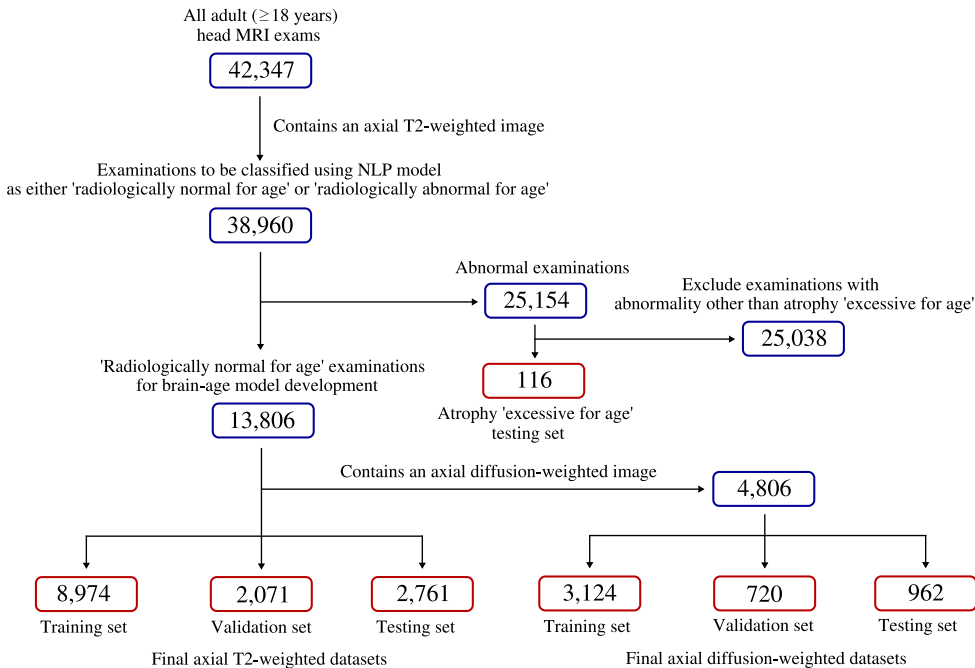 All adult (≥18 years)
head MRI exams
42,347
Contains an axial T2-weighted image
Examinations to be classified using NLP model
as either 'radiologically normal for age' or 'radiologically abnormal for age'
38,960
Abnormal examinations
25,154
Exclude examinations with
abnormality other than atrophy 'excessive for age'
25,038
116
Atrophy 'excessive for age'
testing set
'Radiologically normal for age' examinations
for brain-age model development
13,806
Contains an axial diffusion-weighted image
4,806
8,974
2,071
2,761
Training set
Validation set
Testing set
Final axial T2-weighted datasets
3,124
720
962
Training set
Validation set
Testing set
Final axial diffusion-weighted datasets